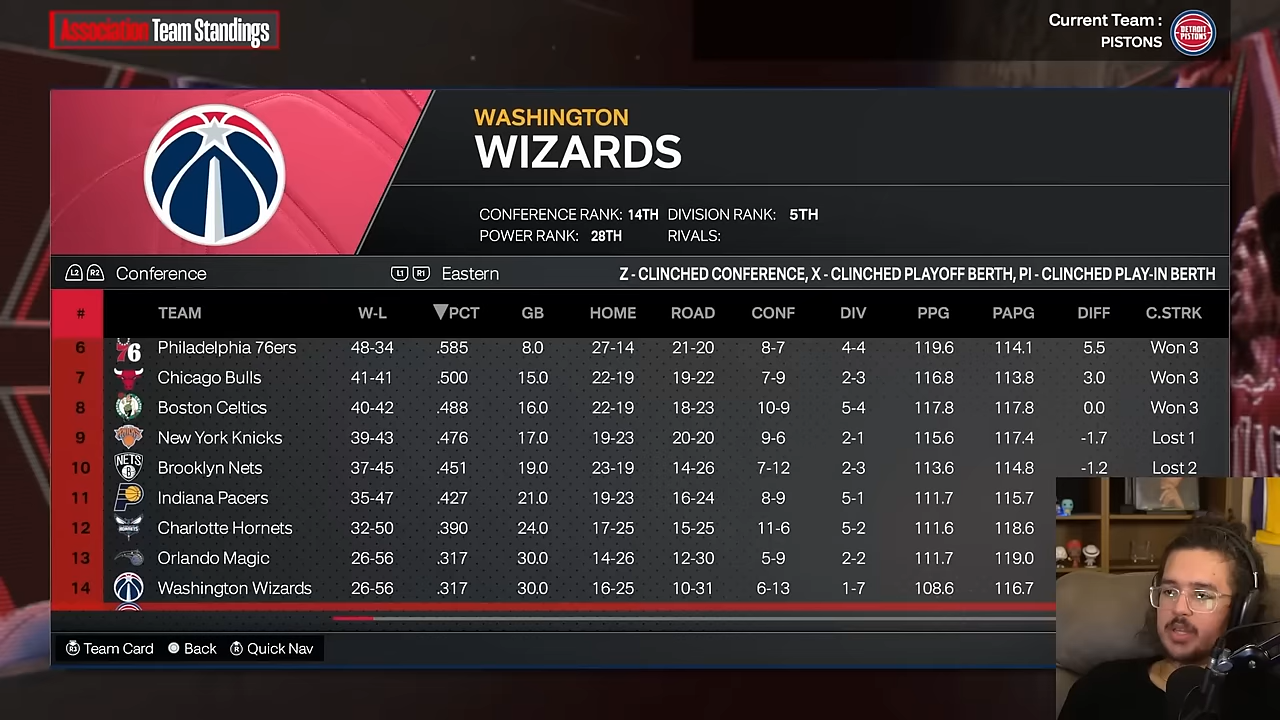 Association Team Standings
Current Team :
PISTONS
DETROIT
PISTONS
WASHINGTON
WIZARDS
CONFERENCE RANK: 14TH DIVISION RANK: 5TH
POWER RANK: 28TH RIVALS:
L2 R2 Conference L1 R1 Eastern Z - CLINCHED CONFERENCE, X - CLINCHED PLAYOFF BERTH, PI - CLINCHED PLAY-IN BERTH
# TEAM W-L PCT GB HOME ROAD CONF DIV PPG PAPG DIFF C.STRK
6 76 Philadelphia 76ers 48-34 .585 8.0 27-14 21-20 8-7 4-4 119.6 114.1 5.5 Won 3
7 Chicago Bulls 41-41 .500 15.0 22-19 19-22 7-9 2-3 116.8 113.8 3.0 Won 3
8 Boston Celtics 40-42 .488 16.0 22-19 18-23 10-9 5-4 117.8 117.8 0.0 Won 3
9 New York Knicks 39-43 .476 17.0 19-23 20-20 9-6 2-1 115.6 117.4 -1.7 Lost 1
10 NETS B Brooklyn Nets 37-45 .451 19.0 23-19 14-26 7-12 2-3 113.6 114.8 -1.2 Lost 2
11 Indiana Pacers 35-47 .427 21.0 19-23 16-24 8-9 5-1 111.7 115.7
12 Charlotte Hornets 32-50 .390 24.0 17-25 15-25 11-6 5-2 111.6 118.6
13 Orlando Magic 26-56 .317 30.0 14-26 12-30 5-9 2-2 111.7 119.0
14 Washington Wizards 26-56 .317 30.0 16-25 10-31 6-13 1-7 108.6 116.7
R3 Team Card Back R Quick Nav